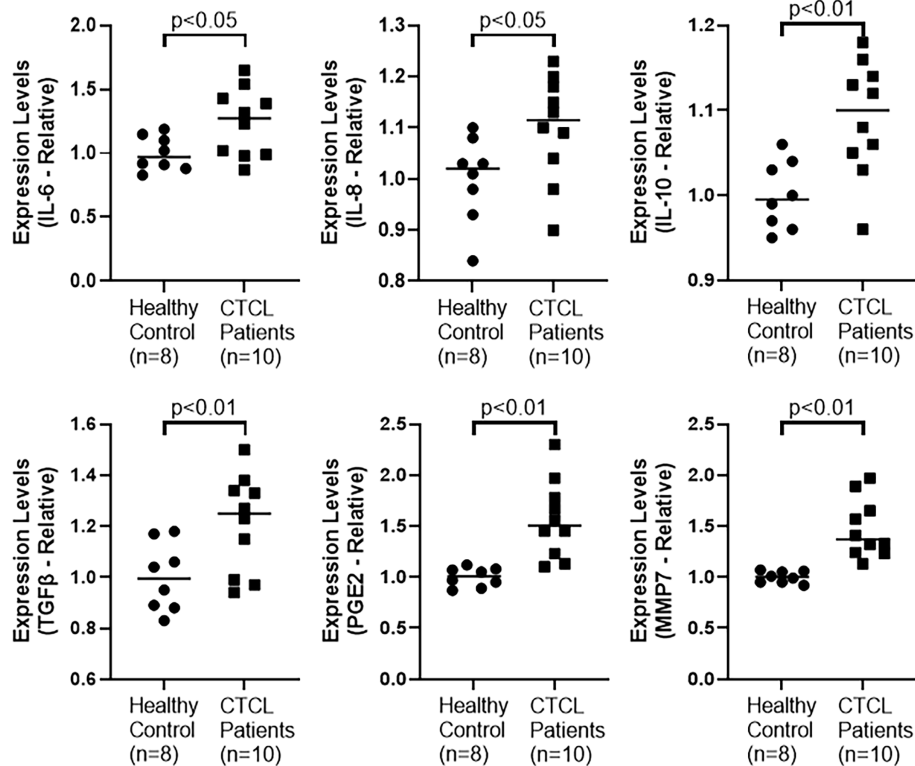 p<0.05
Expression Levels
(IL-6 - Relative)
2.0
1.5
1.0
0.5
0.0
Healthy
Control
(n=8)
CTCL
Patients
(n=10)
p<0.05
Expression Levels
(IL-8 - Relative)
1.3
1.2
1.1
1.0
0.9
0.8
Healthy
Control
(n=8)
CTCL
Patients
(n=10)
p<0.01
Expression Levels
(IL-10 - Relative)
1.2
1.1
1.0
0.9
Healthy
Control
(n=8)
CTCL
Patients
(n=10)
p<0.01
Expression Levels
(TGFβ - Relative)
1.6
1.4
1.2
1.0
0.8
0.6
Healthy
Control
(n=8)
CTCL
Patients
(n=10)
p<0.01
Expression Levels
(PGE2 - Relative)
2.5
2.0
1.5
1.0
0.5
0.0
Healthy
Control
(n=8)
CTCL
Patients
(n=10)
p<0.01
Expression Levels
(MMP7 - Relative)
2.5
2.0
1.5
1.0
0.5
0.0
Healthy
Control
(n=8)
CTCL
Patients
(n=10)